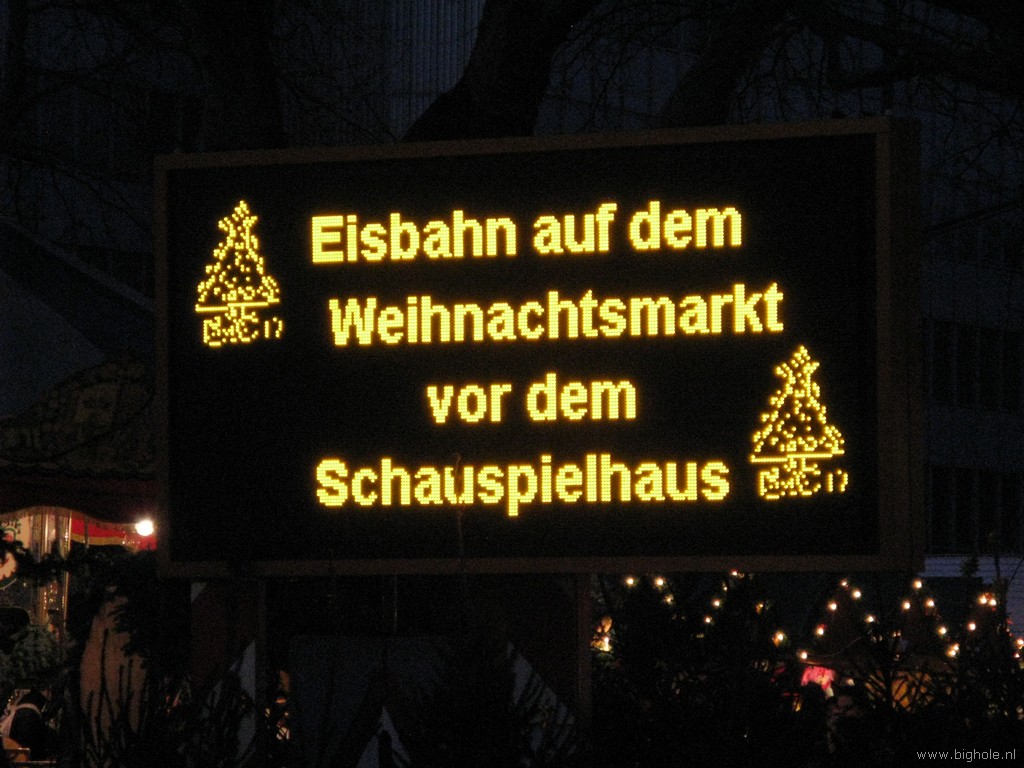 Eisbahn auf dem
Weihnachtsmarkt
vor dem
Schauspielhaus
www.bighole.nl